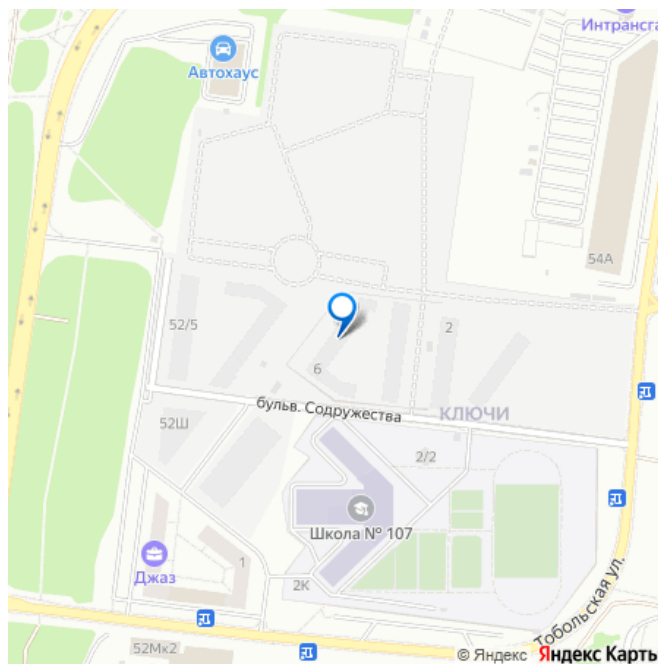 Интрансга
Автохаус
54А
52/5
2
6
бульв. Содружества
КЛЮЧИ
52Ш
2/2
Школа № 107
Джаз
1
2К
Тобольская ул.
52Мк2
© Яндекс Яндекс Карть